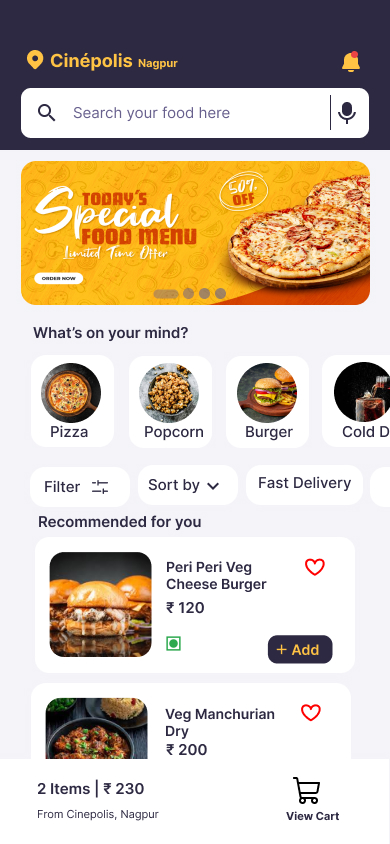 Cinépolis Nagpur
Search your food here
TODAY'S
Special
FOOD MENU
Limited Time Offer
50%
OFF
ORDER NOW
What's on your mind?
Pizza
Popcorn
Burger
Cold D
Filter
Sort by
Fast Delivery
Recommended for you
Peri Peri Veg
Cheese Burger
₹ 120
+ Add
Veg Manchurian
Dry
₹ 200
2 Items | ₹ 230
From Cinepolis, Nagpur
View Cart